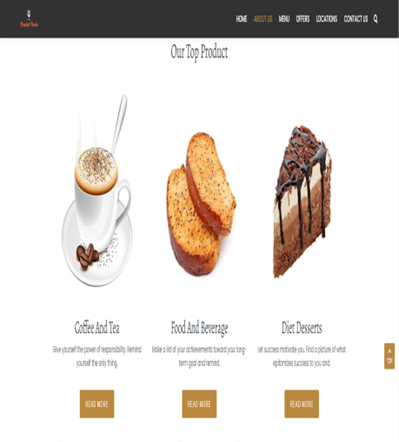 HOME ABOUT US MENU OFFERS LOCATIONS CONTACT US
Our Top Product
Coffee And Tea
Give yourself the power of responsibility. Remind
yourself the only thing.
READ MORE
Food And Beverage
Make a list of your achievements toward your long-
term goal and remind.
READ MORE
Diet Desserts
Let success motivate you. Find a picture of what
epitomizes success to you and.
READ MORE
TOP